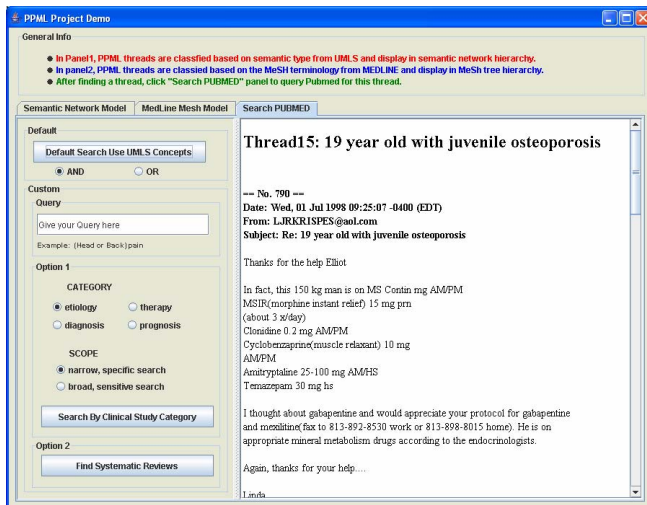 PPML Project Demo
General Info
In Panel1, PPML threads are classfied based on semantic type from UMLS and display in semantic network hierarchy.
In panel2, PPML threads are classied based on the MeSH terminology from MEDLINE and display in MeSh tree hierarchy.
After finding a thread, click "Search PUBMED" panel to query Pubmed for this thread.
Semantic Network Model
MedLine Mesh Model
Search PUBMED
Default
Default Search Use UMLS Concepts
AND
OR
Custom
Query
Give your Query here
Example: (Head or Back)pain
Option 1
CATEGORY
etiology
therapy
diagnosis
prognosis
SCOPE
narrow, specific search
broad, sensitive search
Search By Clinical Study Category
Option 2
Find Systematic Reviews
Thread15: 19 year old with juvenile osteoporosis
== No. 790 ==
Date: Wed, 01 Jul 1998 09:25:07 -0400 (EDT)
From: LJRKRISPES@aol.com
Subject: Re: 19 year old with juvenile osteoporosis
Thanks for the help Elliot
In fact, this 150 kg man is on MS Contin mg AM/PM
MSIR(morphine instant relief) 15 mg prn
(about 3 x/day)
Clonidine 0.2 mg AM/PM
Cyclobenzaprine(muscle relaxant) 10 mg
AM/PM
Amitryptaline 25-100 mg AM/HS
Temazepam 30 mg hs
I thought about gabapentine and would appreciate your protocol for gabapentine
and mexilitine(fax to 813-892-8530 work or 813-898-8015 home). He is on
appropriate mineral metabolism drugs according to the endocrinologists.
Again, thanks for your help....
Linda